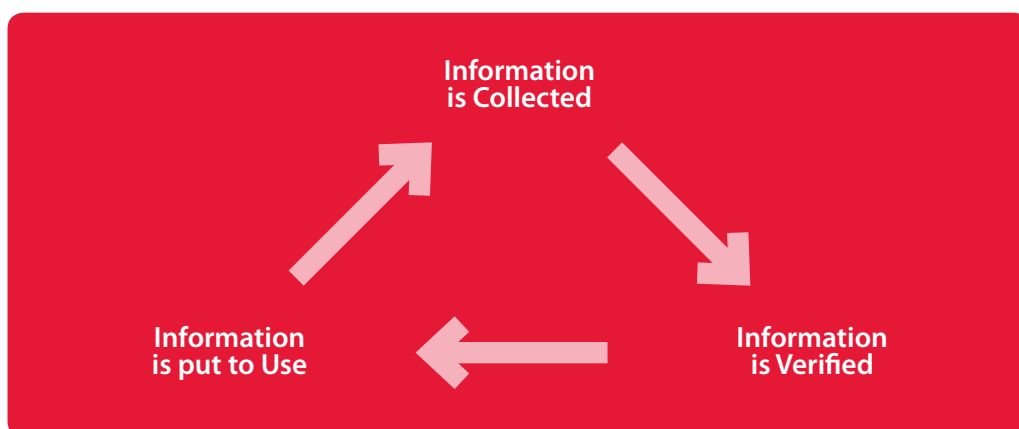 Information
is Collected
Information
is put to Use
Information
is Verified